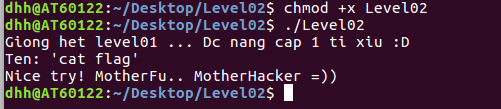 dhh@AT60122:~/Desktop/Level02$ chmod +x Level02
dhh@AT60122:~/Desktop/Level02$ ./Level02
Giong het level01 ... Dc nang cap 1 ti xiu :D
Ten: 'cat flag'
Nice try! MotherFu.. MotherHacker =))
dhh@AT60122:~/Desktop/Level02$